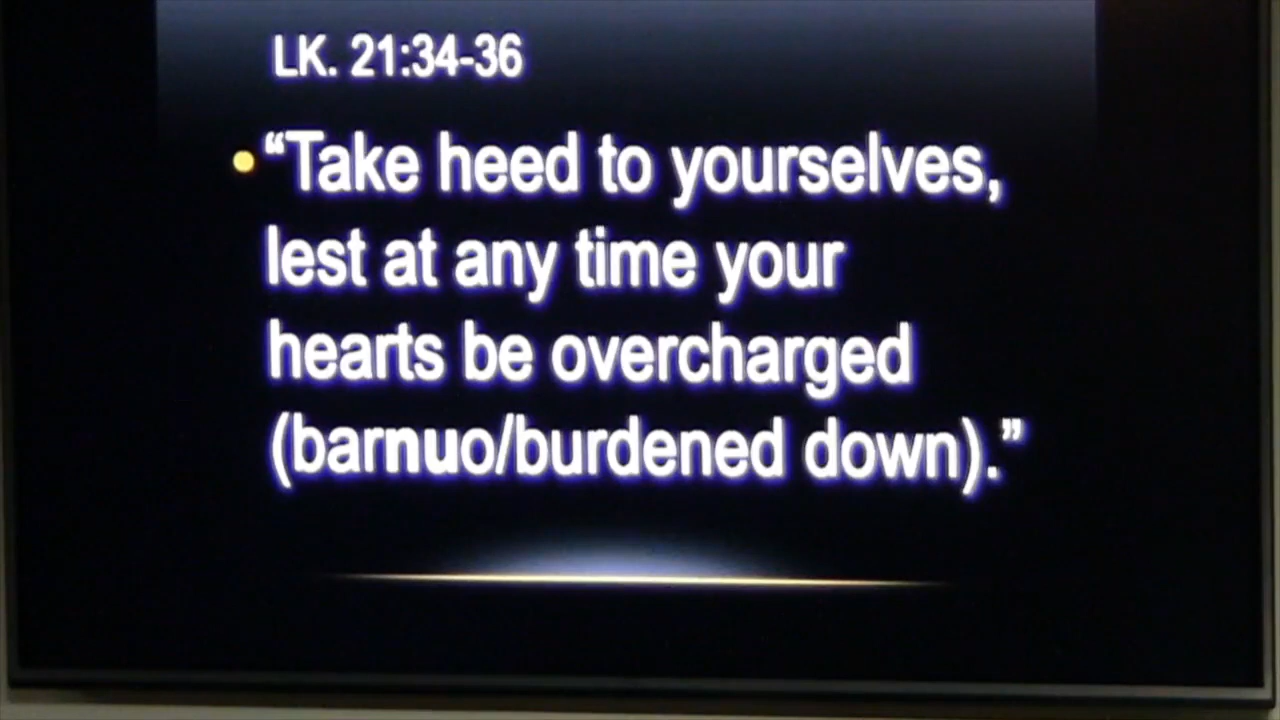 LK. 21:34-36
• “Take heed to yourselves,
lest at any time your
hearts be overcharged
(barnuo/burdened down).”